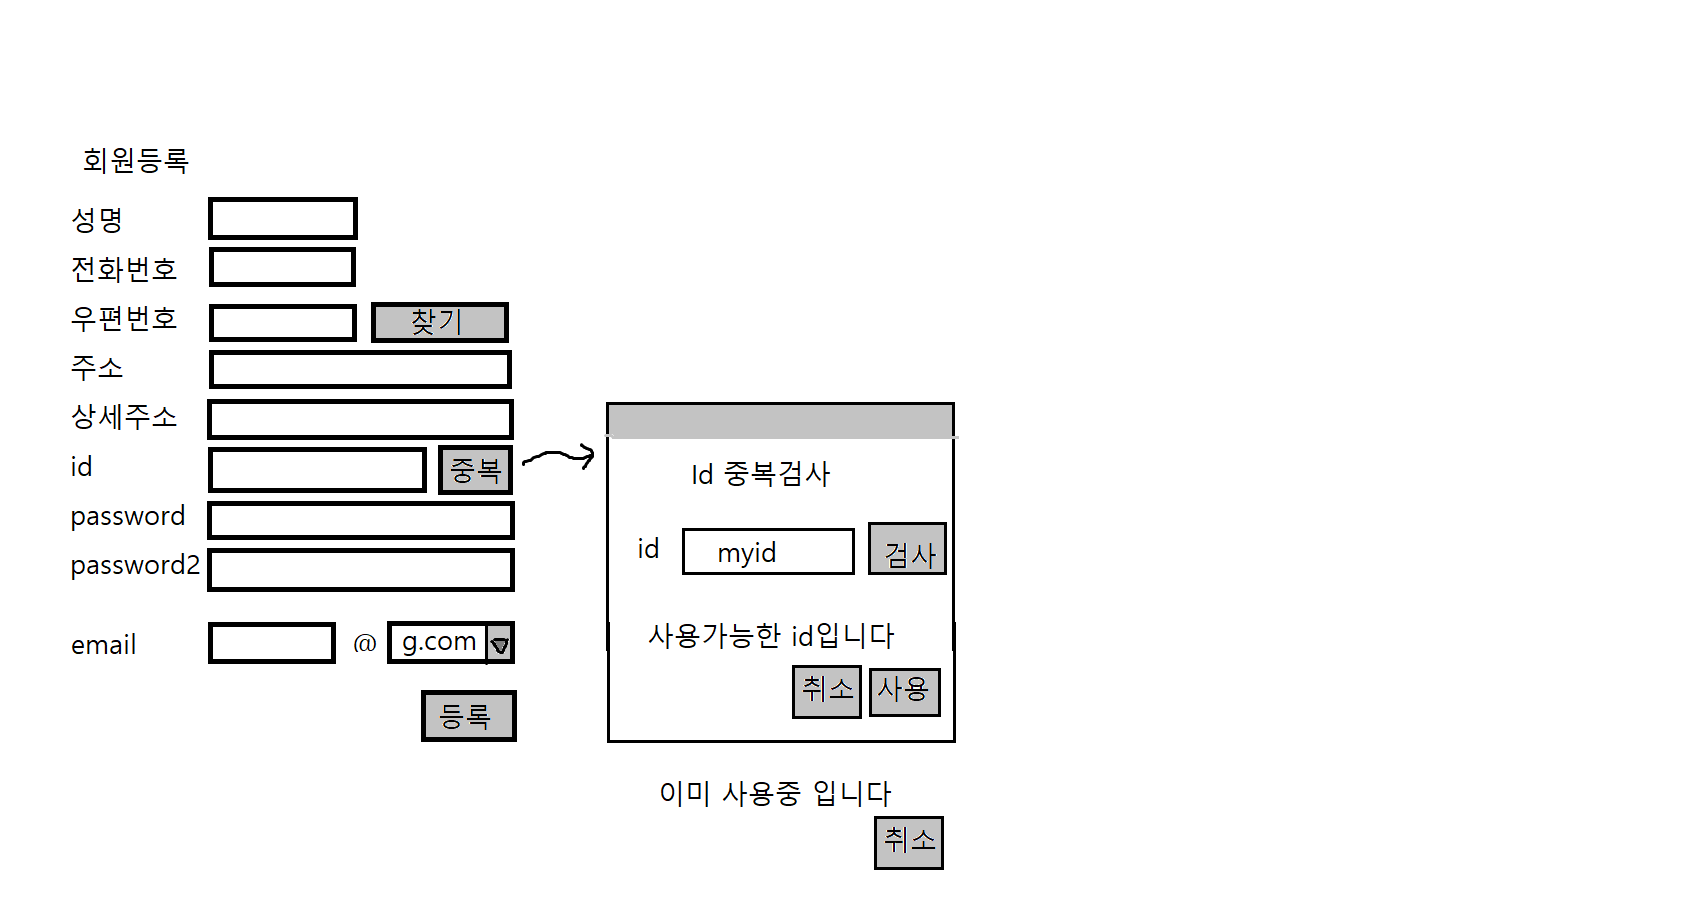 회원등록
성명
전화번호
우편번호 찾기
주소
상세주소
id 중복
password
password2
email @ g.com
등록
Id 중복검사
id myid 검사
사용가능한 id입니다
취소 사용
이미 사용중 입니다
취소